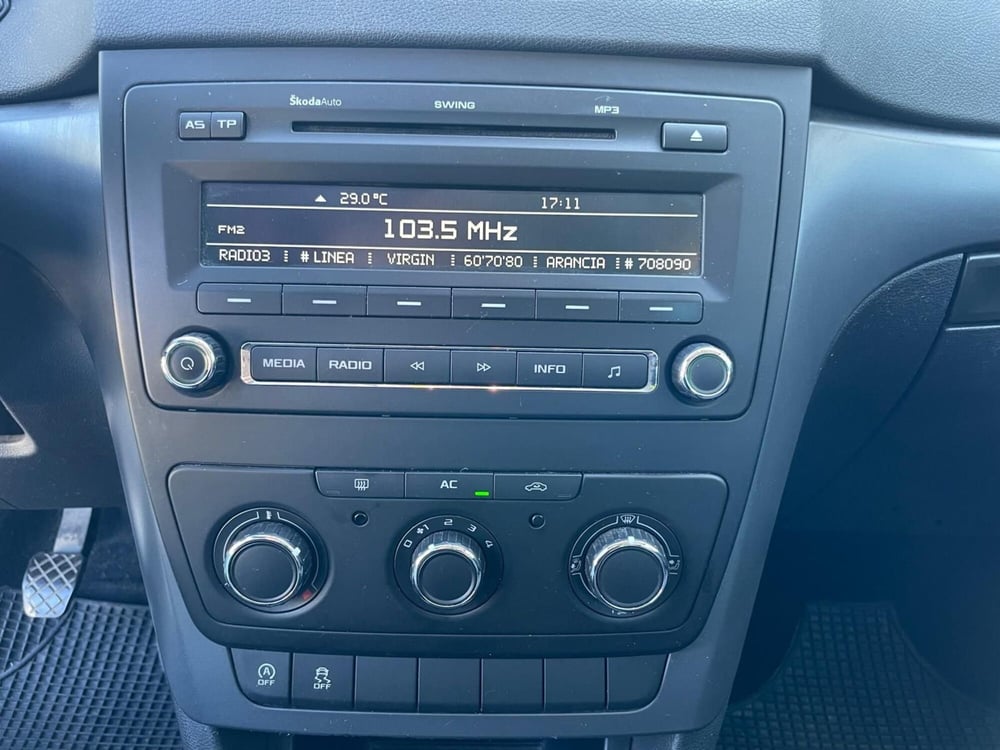 ŠkodaAuto SWING MP3
AS TP
29.0 °C 17:11
FM2 103.5 MHz
RADIO3 #LINEA VIRGIN 60'70'80 ARANCIA #708090
MEDIA RADIO INFO
AC
0 1 2 3 4
A OFF OFF